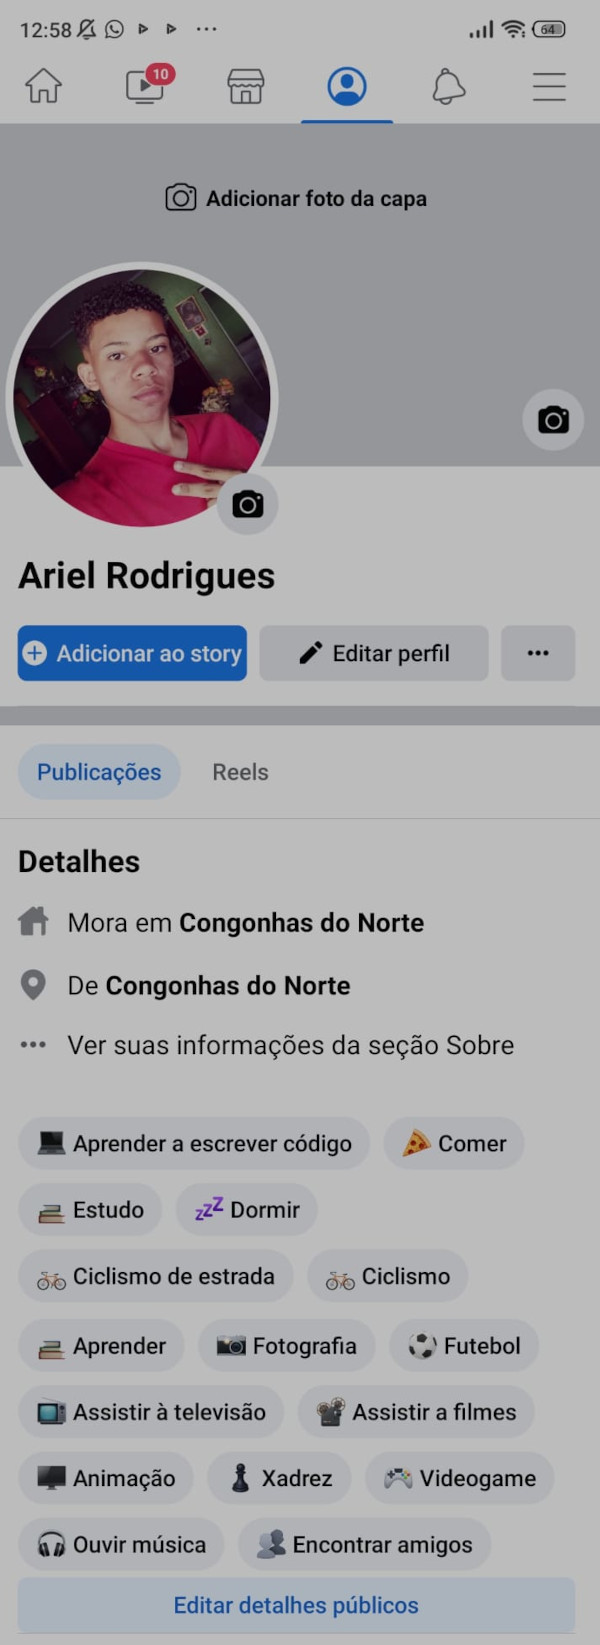 12:58
64
10
Adicionar foto da capa
Ariel Rodrigues
Adicionar ao story
Editar perfil
Publicações
Reels
Detalhes
Mora em Congonhas do Norte
De Congonhas do Norte
Ver suas informações da seção Sobre
Aprender a escrever código
Comer
Estudo
zzZ Dormir
Ciclismo de estrada
Ciclismo
Aprender
Fotografia
Futebol
Assistir à televisão
Assistir a filmes
Animação
Xadrez
Videogame
Ouvir música
Encontrar amigos
Editar detalhes públicos